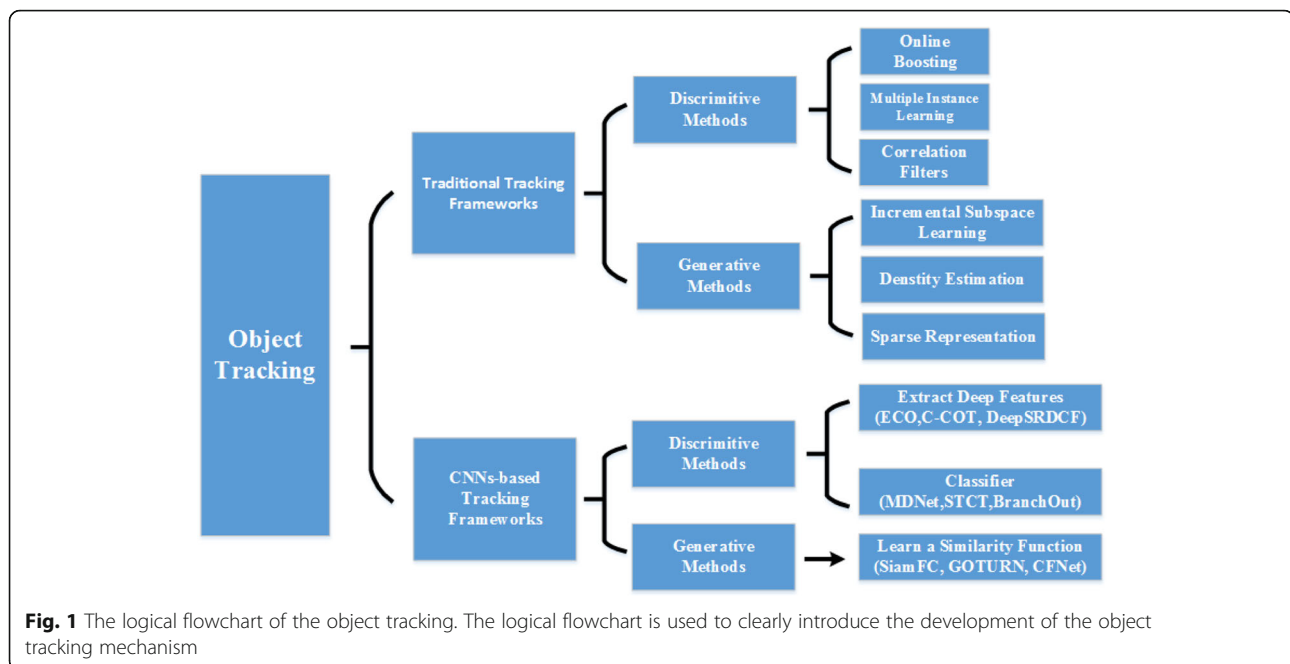 Object
Tracking
Traditional Tracking
Frameworks
CNNs-based
Tracking
Frameworks
Discrimitive
Methods
Generative
Methods
Discrimitive
Methods
Generative
Methods
Online
Boosting
Multiple Instance
Learning
Correlation
Filters
Incremental Subspace
Learning
Denstity Estimation
Sparse Representation
Extract Deep Features
(ECO,C-COT, DeepSRDCF)
Classifier
(MDNet,STCT,BranchOut)
Learn a Similarity Function
(SiamFC, GOTURN, CFNet)
Fig. 1 The logical flowchart of the object tracking. The logical flowchart is used to clearly introduce the development of the object
tracking mechanism